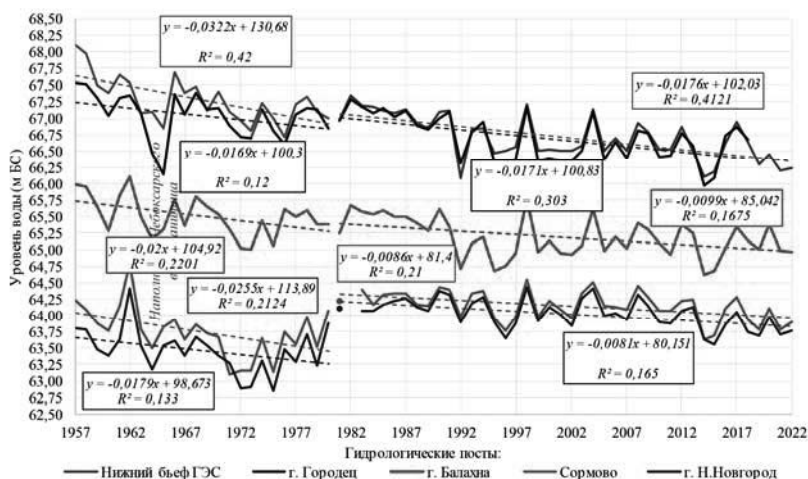 Уровень воды (м БС)
68,50
68,00
67,50
67,25
67,00
66,75
66,50
66,25
66,00
65,75
65,50
65,25
65,00
64,75
64,50
64,25
64,00
63,75
63,50
63,25
63,00
62,75
62,50
y = -0,0322x + 130,68
R² = 0,42
y = -0,0169x + 100,3
R² = 0,12
y = -0,0176x + 102,03
R² = 0,4121
y = -0,0171x + 100,83
R² = 0,303
y = -0,0099x + 85,042
R² = 0,1675
y = -0,02x + 104,92
R² = 0,2201
y = -0,0086x + 81,4
R² = 0,21
y = -0,0255x + 113,89
R² = 0,2124
y = -0,0179x + 98,673
R² = 0,133
y = -0,0081x + 80,151
R² = 0,165
1957 1962 1967 1972 1977 1982 1987 1992 1997 2002 2007 2012 2017 2022
Гидрологические посты:
Нижний бьеф ГЭС г. Городец г. Балахна Сормово г. Н.Новгород